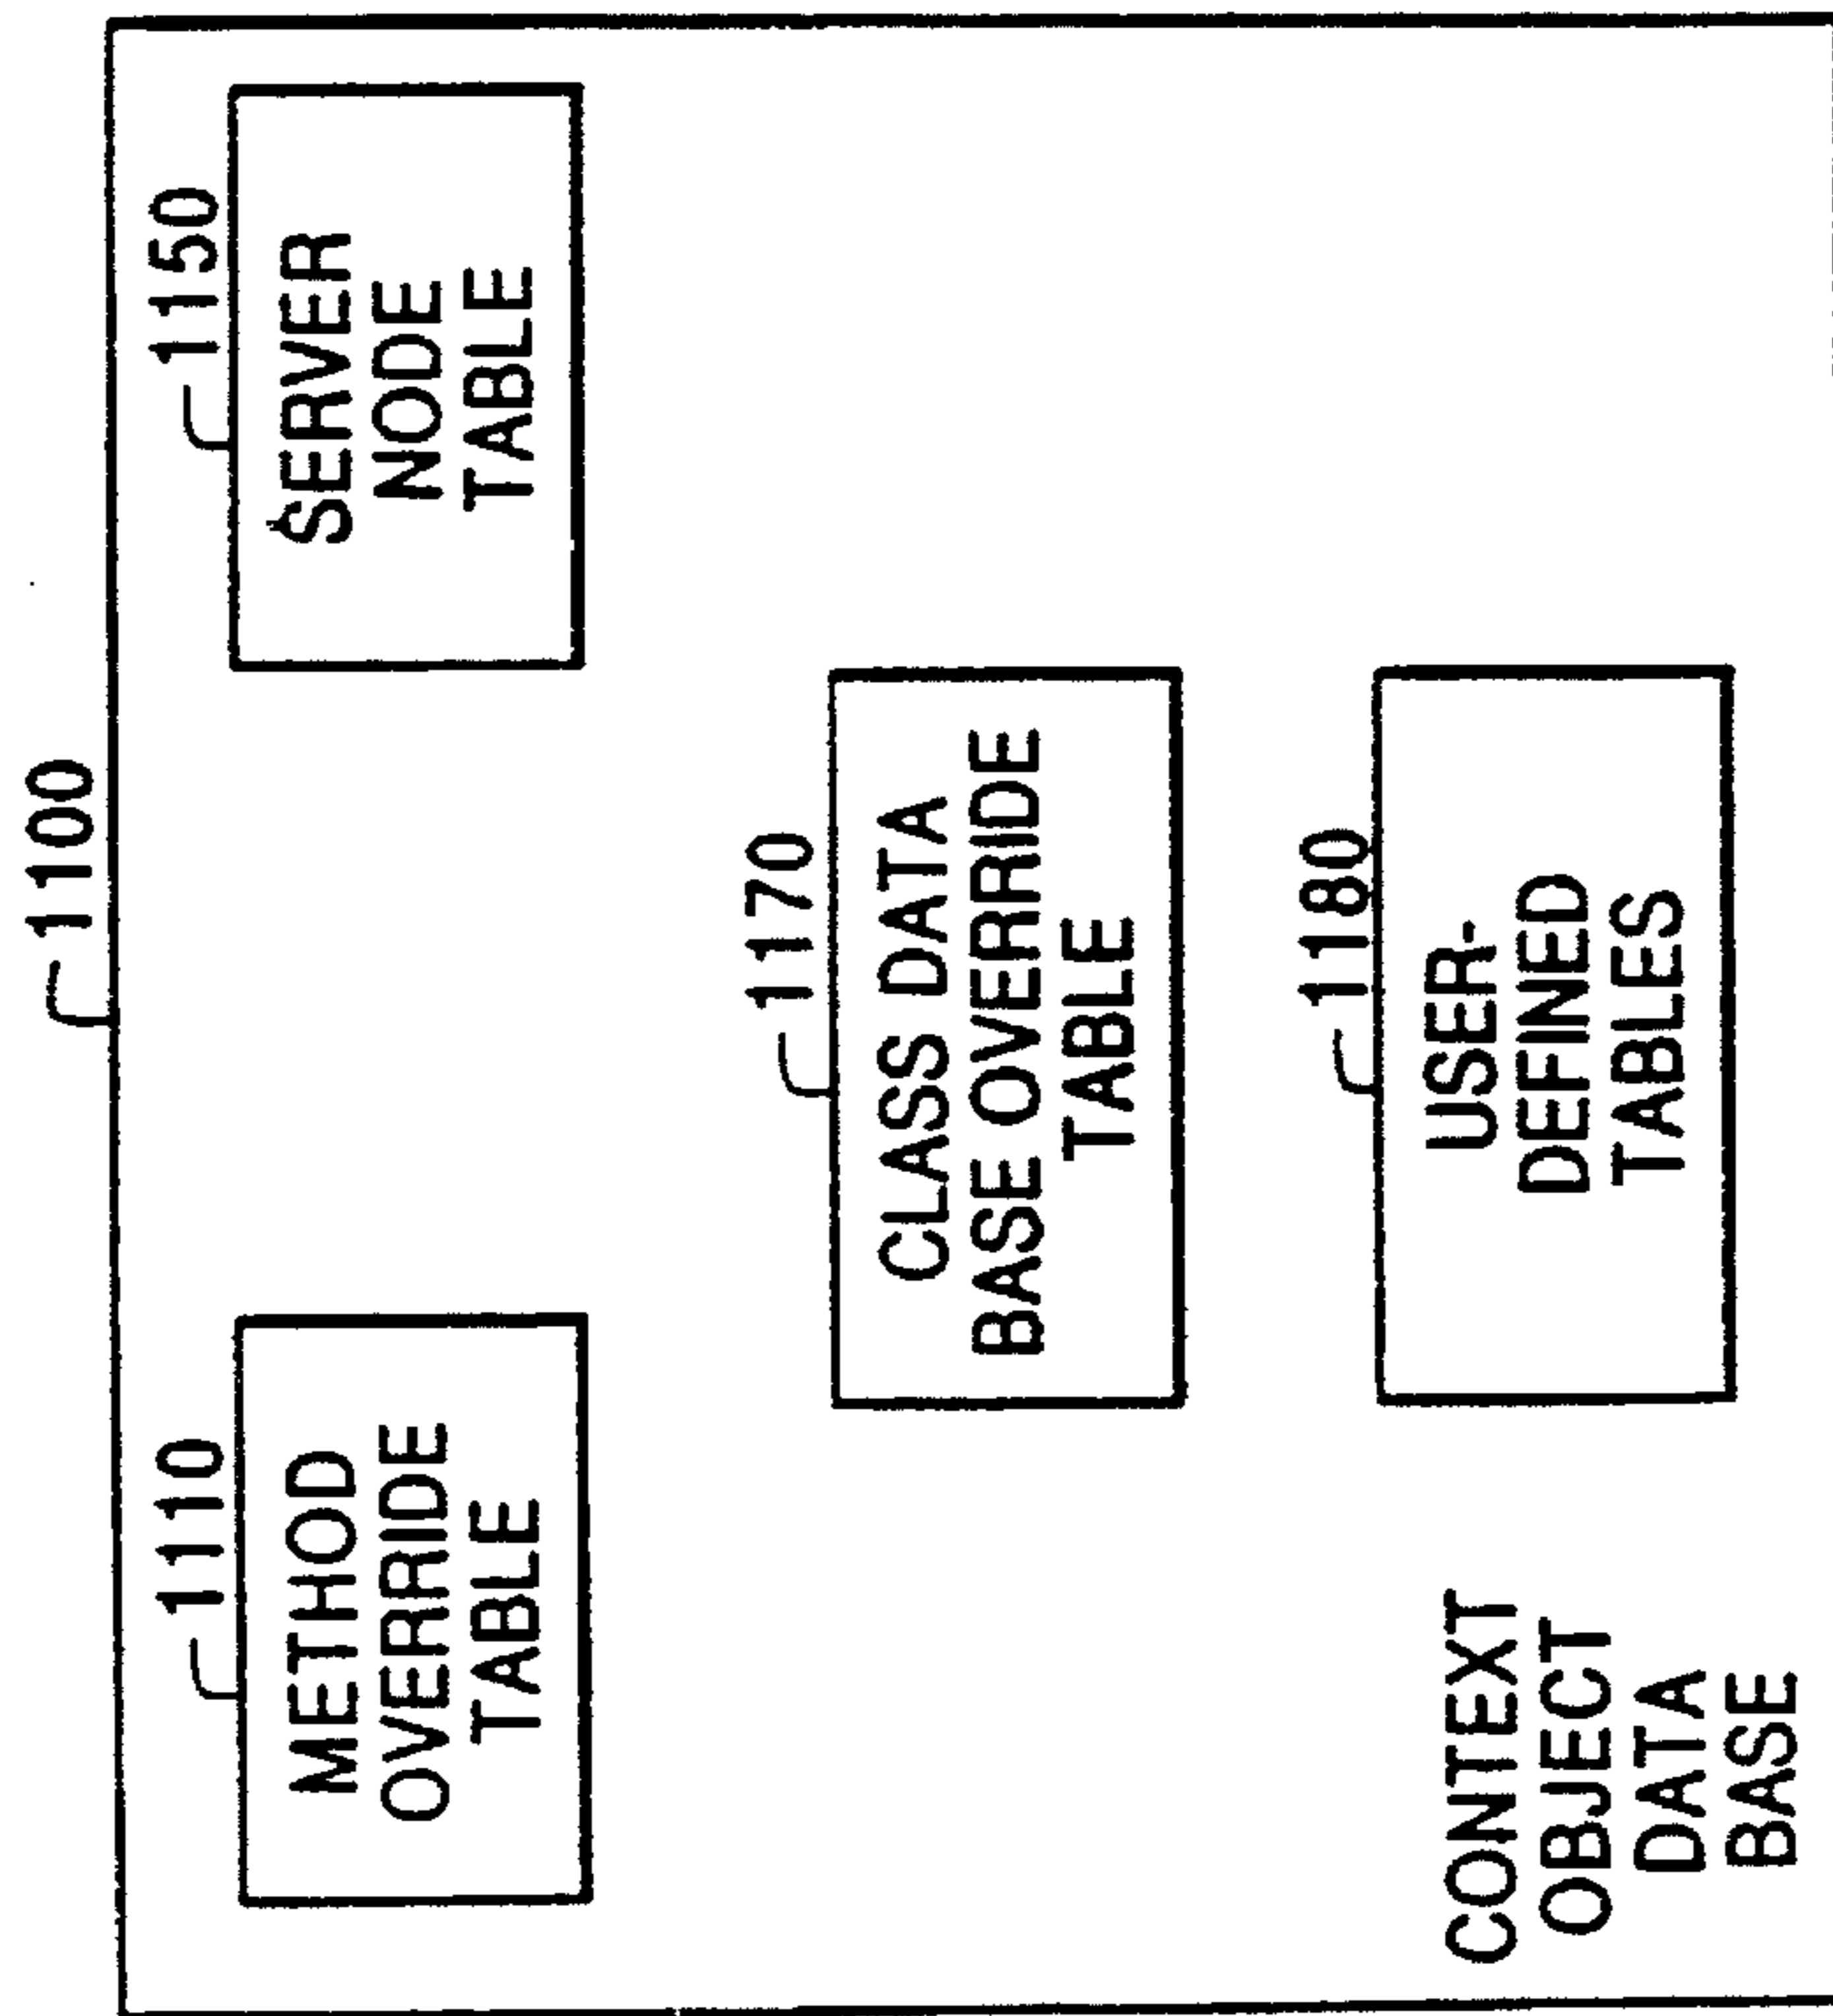 1100
1110
METHOD
OVERRIDE
TABLE
1150
SERVER
NODE
TABLE
1170
CLASS DATA
BASE OVERRIDE
TABLE
1180
USER-
DEFINED
TABLES
CONTEXT
OBJECT
DATA
BASE